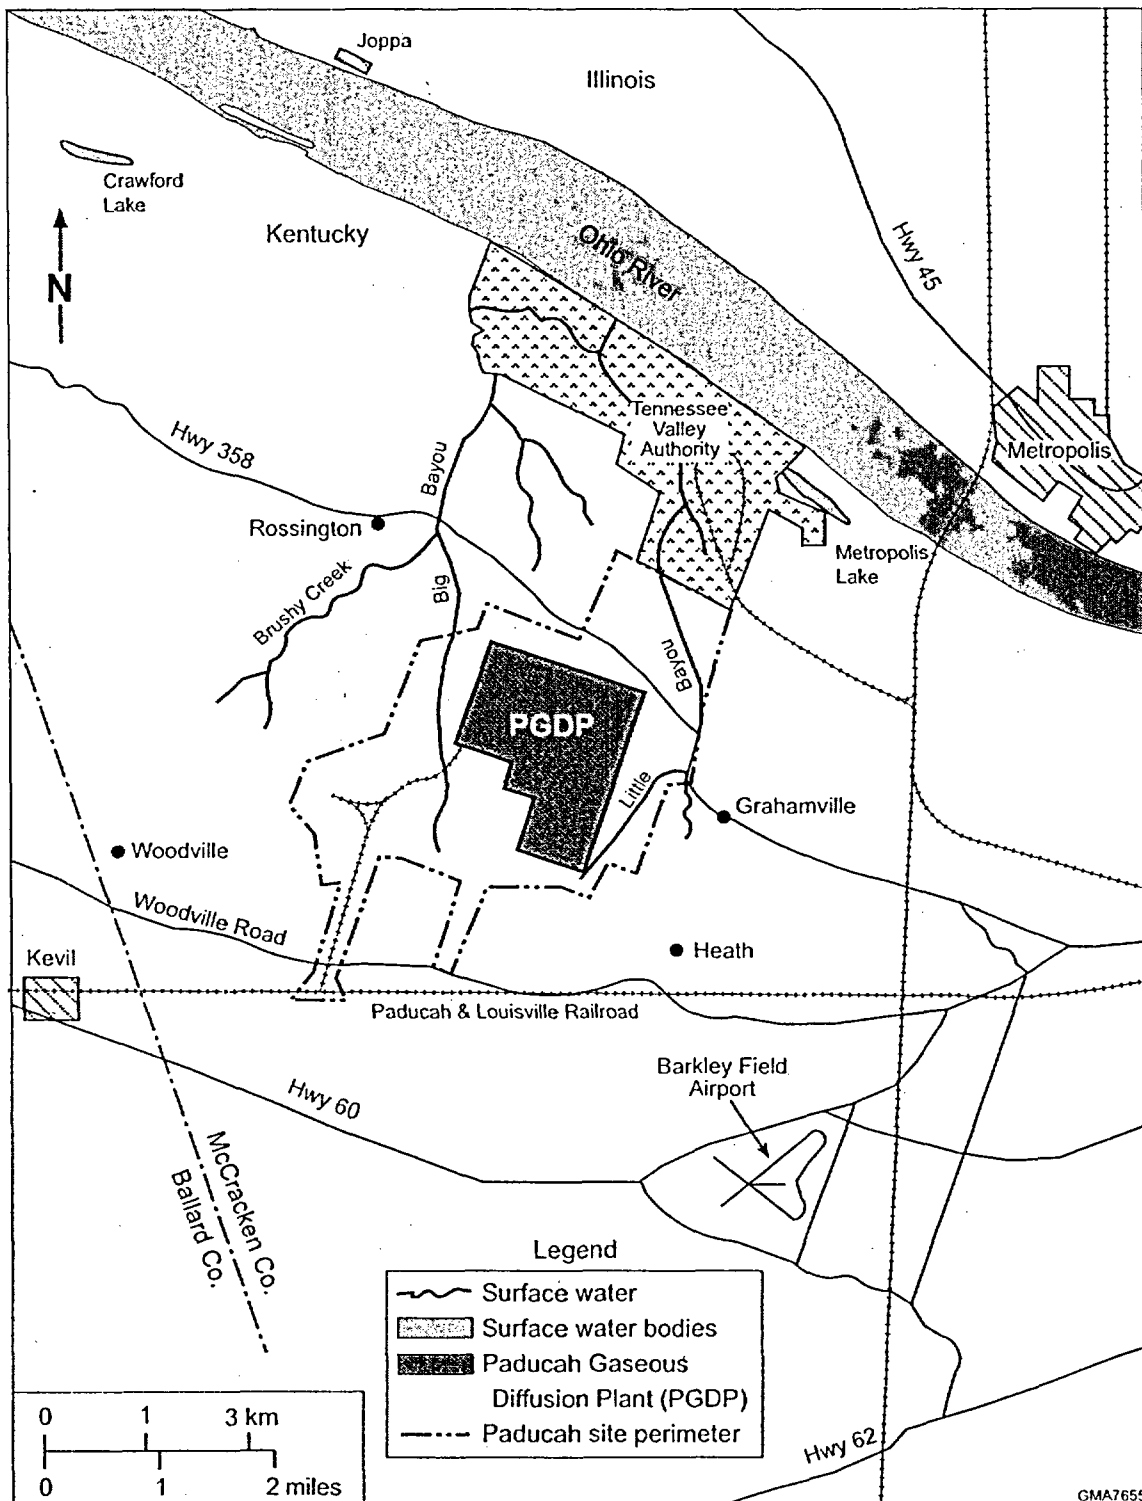 Joppa
Illinois
Crawford
Lake
Kentucky
Ohio River
Hwy 45
N
Tennessee
Valley
Authority
Metropolis
Hwy 358
Bayou
Rossington
Metropolis
Lake
Brushy Creek
Big
Bayou
PGDP
Little
Grahamville
Woodville
Woodville Road
Heath
Kevil
Paducah & Louisville Railroad
Barkley Field
Airport
Hwy 60
McCracken Co.
Ballard Co.
Legend
Surface water
Surface water bodies
Paducah Gaseous
Diffusion Plant (PGDP)
Paducah site perimeter
0 1 3 km
0 1 2 miles
Hwy 62
GMA7655